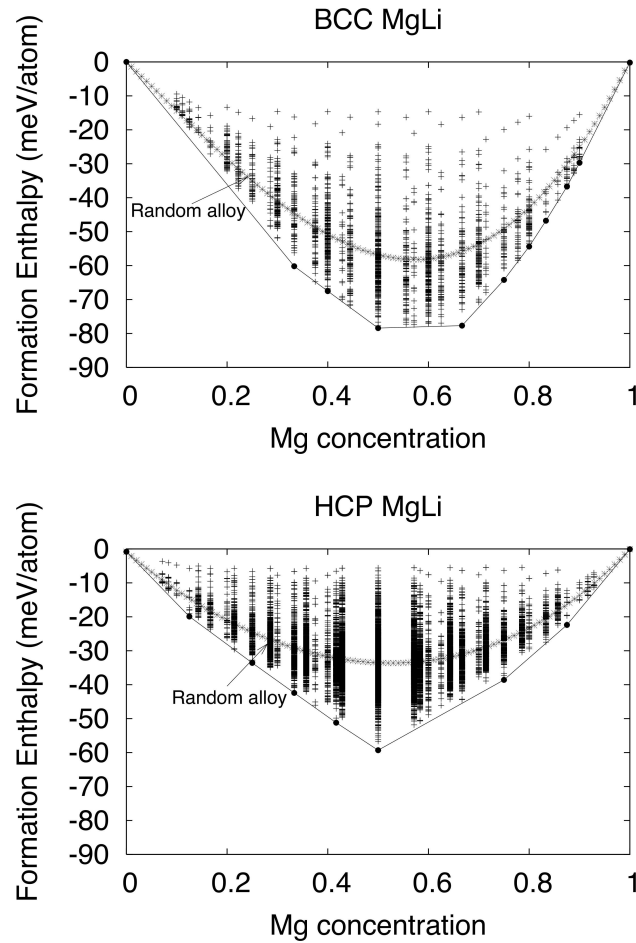 BCC MgLi
Formation Enthalpy (meV/atom)
0
-10
-20
-30
-40
-50
-60
-70
-80
-90
Random alloy
0 0.2 0.4 0.6 0.8 1
Mg concentration
HCP MgLi
Formation Enthalpy (meV/atom)
0
-10
-20
-30
-40
-50
-60
-70
-80
-90
Random alloy
0 0.2 0.4 0.6 0.8 1
Mg concentration